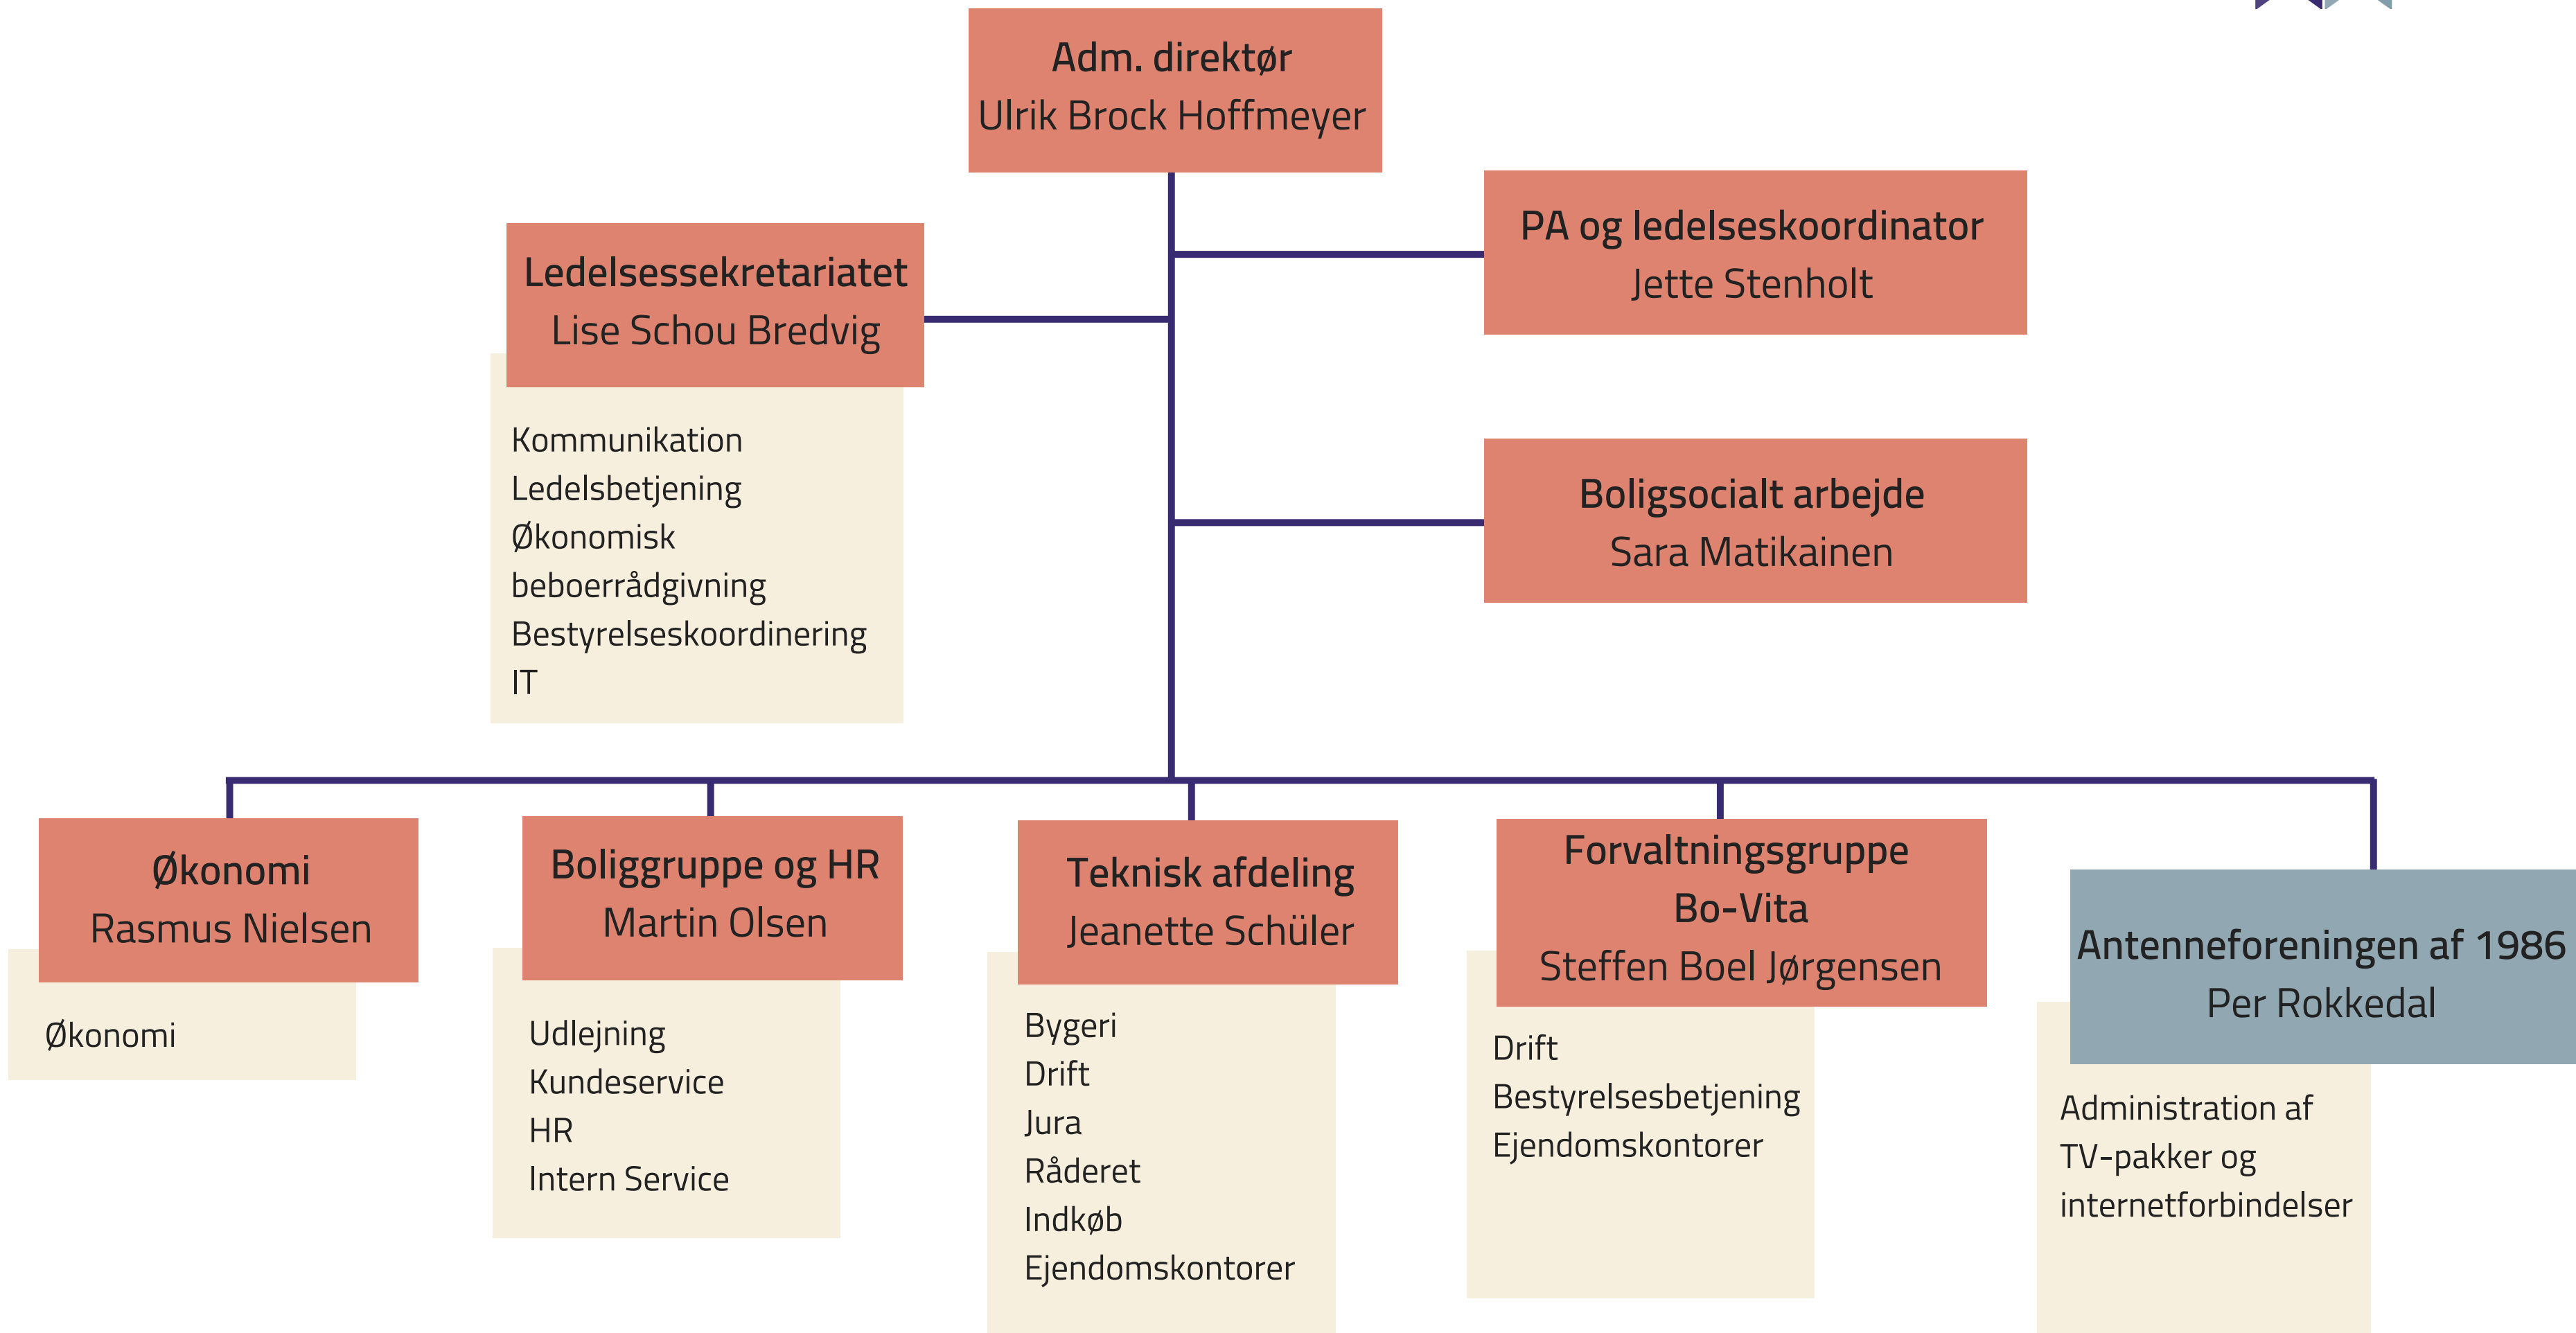 Adm. direktør
Ulrik Brock Hoffmeyer
PA og ledelseskoordinator
Jette Stenholt
Ledelsessekretariatet
Lise Schou Bredvig
Kommunikation
Ledelsbetjening
Økonomisk
beboerrådgivning
Bestyrelseskoordinering
IT
Boligsocialt arbejde
Sara Matikainen
Økonomi
Rasmus Nielsen
Økonomi
Boliggruppe og HR
Martin Olsen
Udlejning
Kundeservice
HR
Intern Service
Teknisk afdeling
Jeanette Schüler
Bygeri
Drift
Jura
Råderet
Indkøb
Ejendomskontorer
Forvaltningsgruppe
Bo-Vita
Steffen Boel Jørgensen
Drift
Bestyrelsesbetjening
Ejendomskontorer
Antenneforeningen af 1986
Per Rokkedal
Administration af
TV-pakker og
internetforbindelser